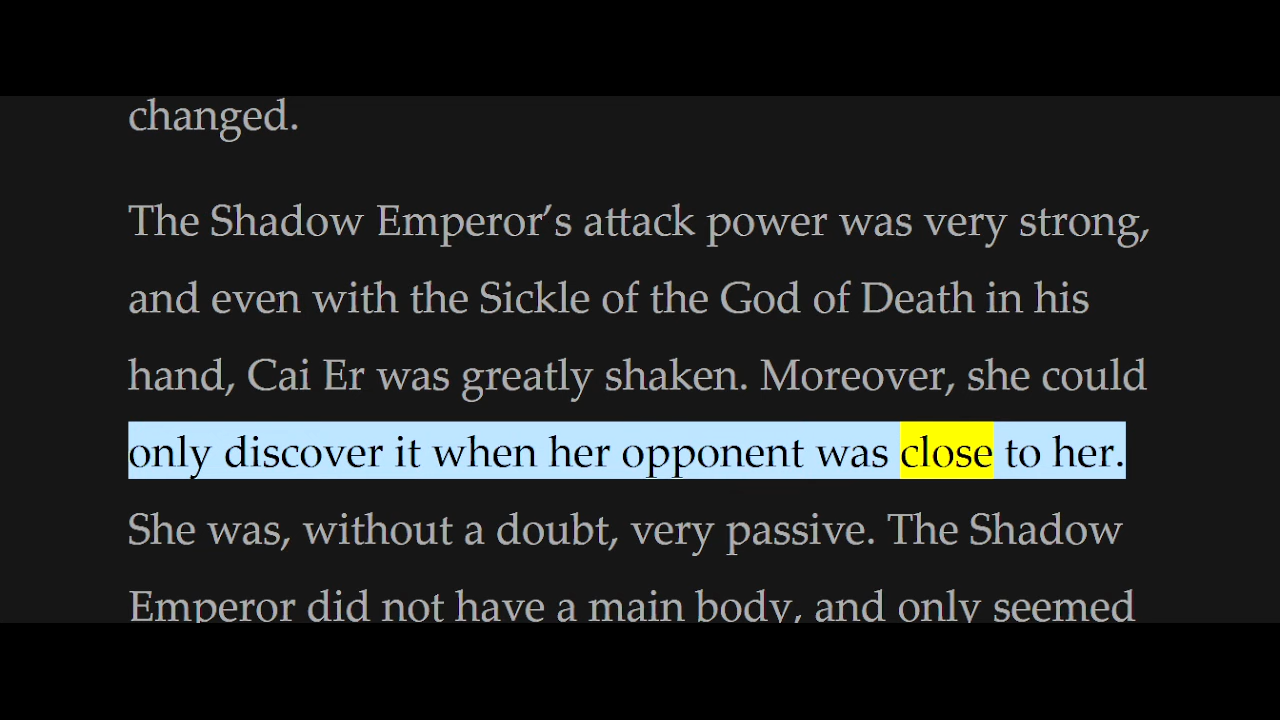 changed.
The Shadow Emperor’s attack power was very strong,
and even with the Sickle of the God of Death in his
hand, Cai Er was greatly shaken. Moreover, she could
only discover it when her opponent was close to her.
She was, without a doubt, very passive. The Shadow
Emperor did not have a main body, and only seemed